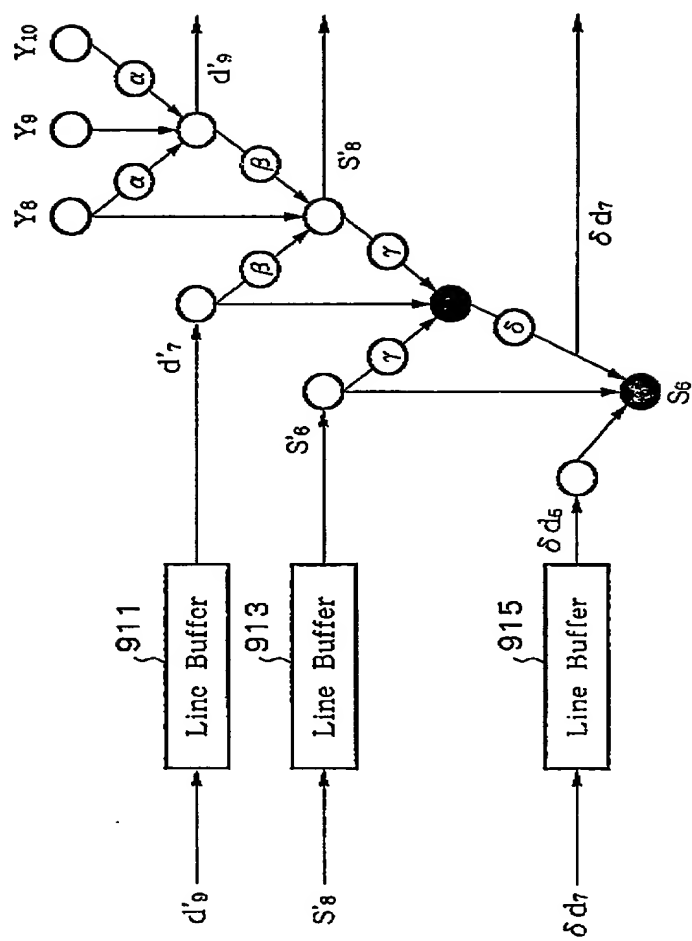 Y8 Y9 Y10
α α
d'9
β
S'8
β
d'7
γ
γ
S'6
δ
δ d7
S6
δ d5
911
Line Buffer
913
Line Buffer
915
Line Buffer
d'9
S'8
δ d7